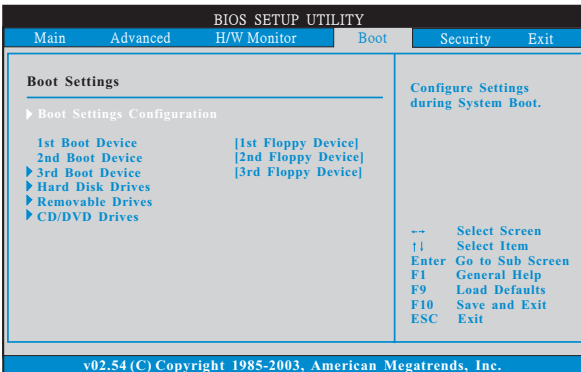 BIOS SETUP UTILITY
Main Advanced H/W Monitor Boot Security Exit
Boot Settings
Boot Settings Configuration
1st Boot Device [1st Floppy Device]
2nd Boot Device [2nd Floppy Device]
3rd Boot Device [3rd Floppy Device]
Hard Disk Drives
Removable Drives
CD/DVD Drives
Configure Settings
during System Boot.
←→ Select Screen
↑↓ Select Item
Enter Go to Sub Screen
F1 General Help
F9 Load Defaults
F10 Save and Exit
ESC Exit
v02.54 (C) Copyright 1985-2003, American Megatrends, Inc.